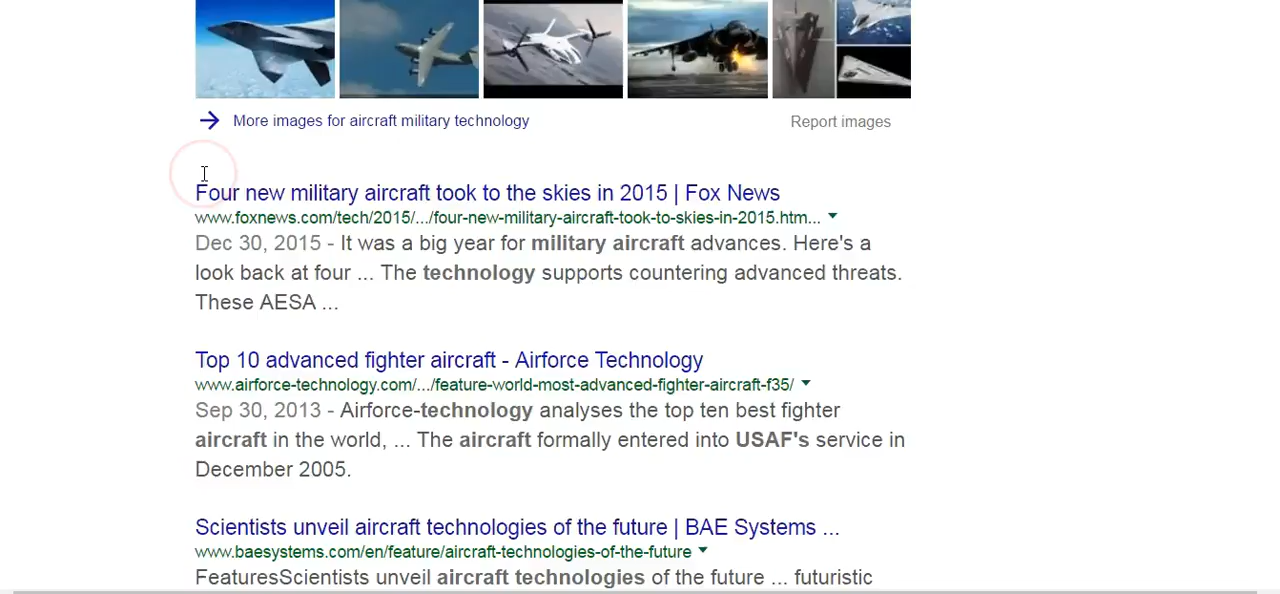 More images for aircraft military technology
Report images
Four new military aircraft took to the skies in 2015 | Fox News
www.foxnews.com/tech/2015/.../four-new-military-aircraft-took-to-skies-in-2015.htm...
Dec 30, 2015 - It was a big year for military aircraft advances. Here's a
look back at four ... The technology supports countering advanced threats.
These AESA ...
Top 10 advanced fighter aircraft - Airforce Technology
www.airforce-technology.com/.../feature-world-most-advanced-fighter-aircraft-f35/
Sep 30, 2013 - Airforce-technology analyses the top ten best fighter
aircraft in the world, ... The aircraft formally entered into USAF's service in
December 2005.
Scientists unveil aircraft technologies of the future | BAE Systems ...
www.baesystems.com/en/feature/aircraft-technologies-of-the-future
FeaturesScientists unveil aircraft technologies of the future ... futuristic